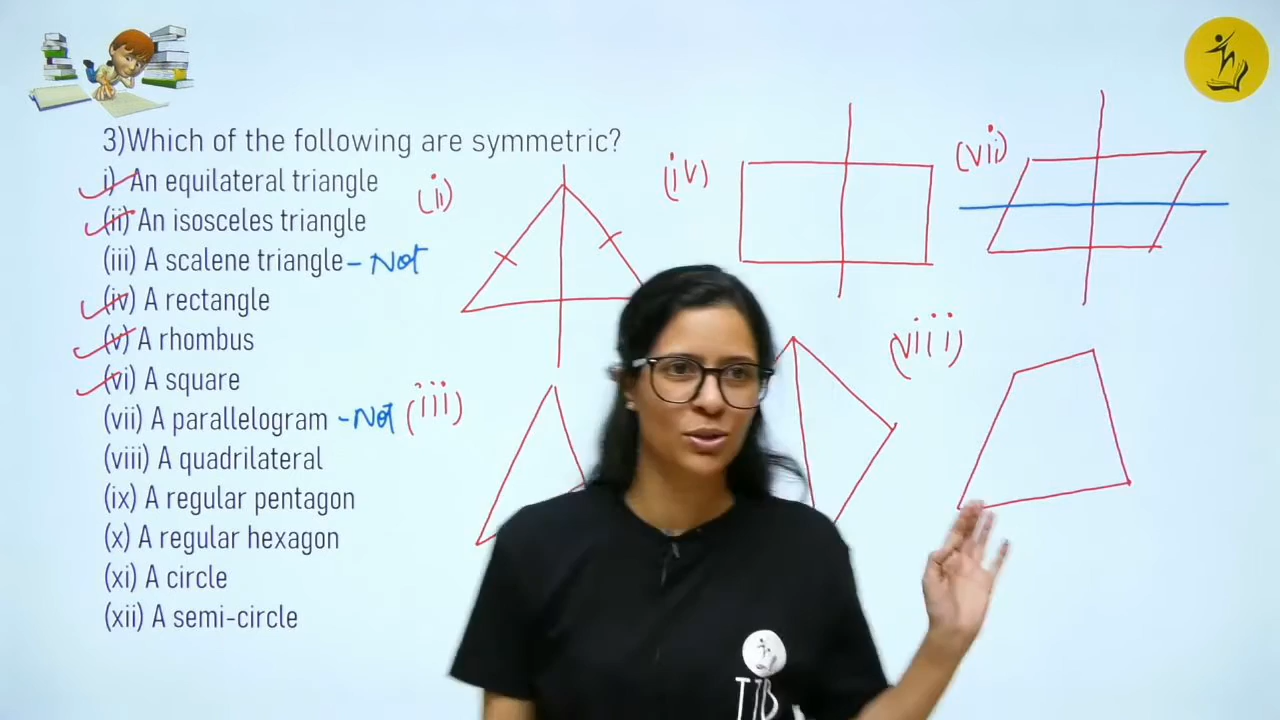 3)Which of the following are symmetric?
i) An equilateral triangle
(ii) An isosceles triangle
(iii) A scalene triangle - Not
(iv) A rectangle
(v) A rhombus
(vi) A square
(vii) A parallelogram - Not
(viii) A quadrilateral
(ix) A regular pentagon
(x) A regular hexagon
(xi) A circle
(xii) A semi-circle
(ii)
(iv)
(vii)
(iii)
(viii)